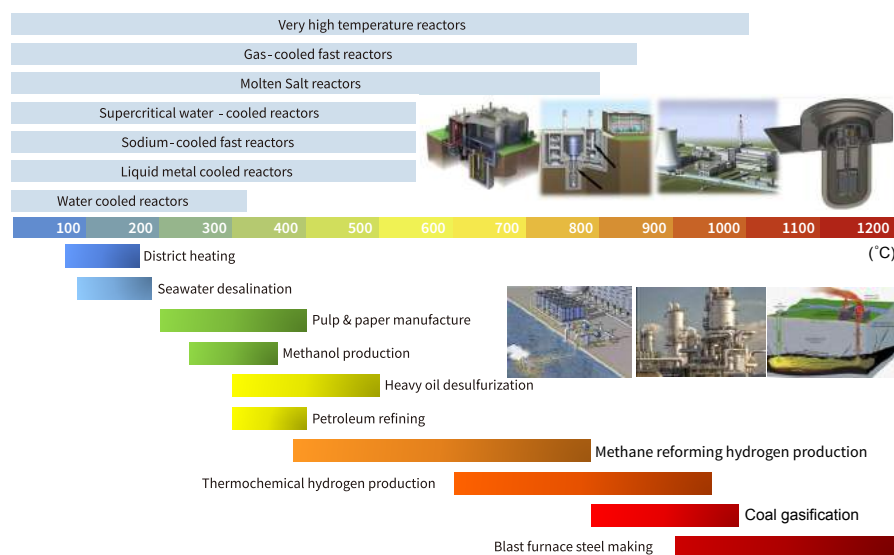 Very high temperature reactors
Gas-cooled fast reactors
Molten Salt reactors
Supercritical water -cooled reactors
Sodium-cooled fast reactors
Liquid metal cooled reactors
Water cooled reactors
100 200 300 400 500 600 700 800 900 1000 1100 1200
(°C)
District heating
Seawater desalination
Pulp & paper manufacture
Methanol production
Heavy oil desulfurization
Petroleum refining
Methane reforming hydrogen production
Thermochemical hydrogen production
Coal gasification
Blast furnace steel making